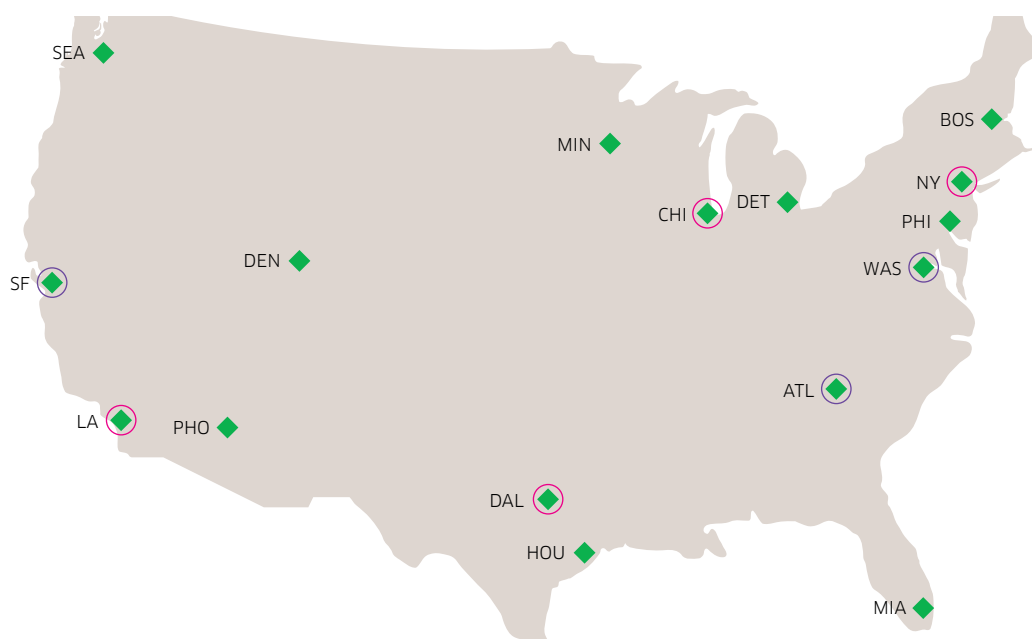 SEA
BOS
MIN
NY
DET
CHI
PHI
DEN
WAS
SF
ATL
LA
PHO
DAL
HOU
MIA